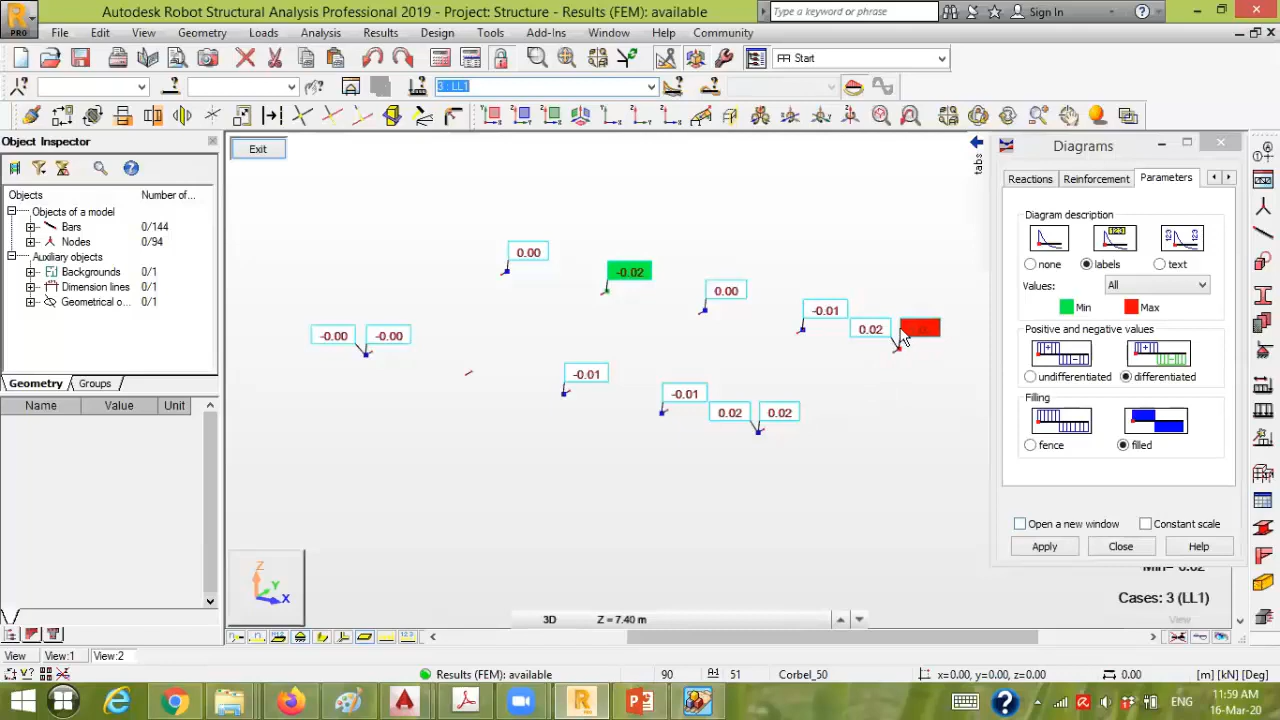 PRO
Autodesk Robot Structural Analysis Professional 2019 - Project: Structure - Results (FEM): available
Type a keyword or phrase
Sign In
File Edit View Geometry Loads Analysis Results Design Tools Add-Ins Window Help Community
Start
3 : LL1
Object Inspector
Objects Number of...
Objects of a model
Bars 0/144
Nodes 0/94
Auxiliary objects
Backgrounds 0/1
Dimension lines 0/1
Geometrical o... 0/1
Geometry Groups
Name Value Unit
Exit
tabs
0.00
-0.02
0.00
-0.01
0.02
-0.00 -0.00
-0.01
-0.01
0.02 0.02
Z
Y
X
3D Z = 7.40 m
Cases: 3 (LL1)
View
Diagrams
Reactions Reinforcement Parameters
Diagram description
none labels text
Values: All
Min Max
Positive and negative values
undifferentiated differentiated
Filling
fence filled
Open a new window Constant scale
Apply Close Help
View View:1 View:2
Results (FEM): available 90 51 Corbel_50 x=0.00, y=0.00, z=0.00 0.00 [m] [kN] [Deg]
ENG
11:59 AM
16-Mar-20